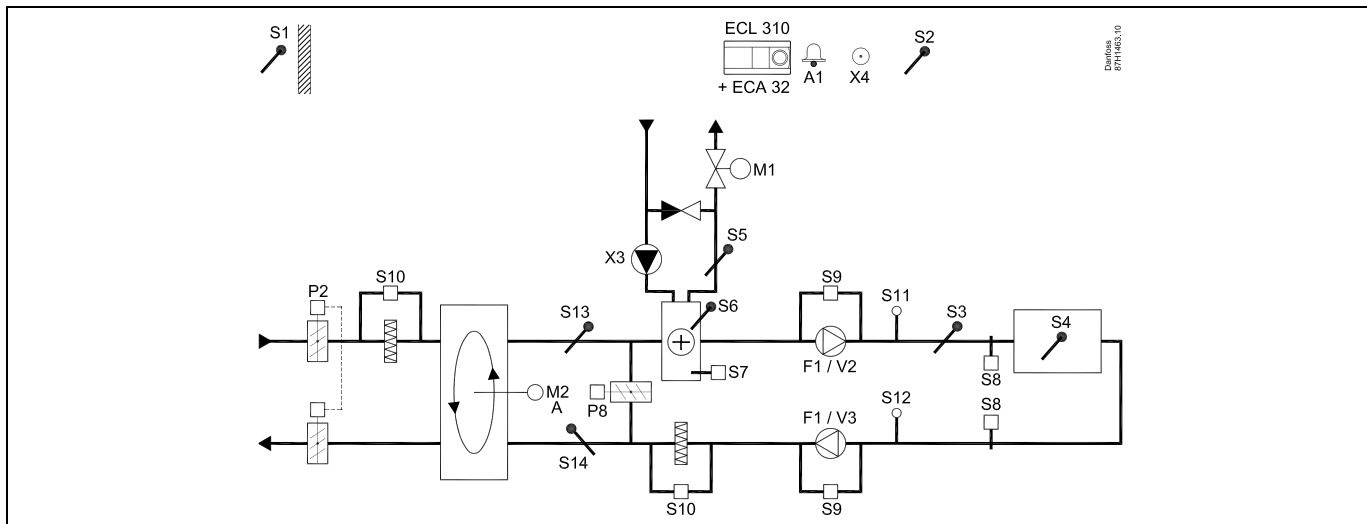 S1
ECL 310
S2
Danfoss
87H1463.10
A1
X4
+ ECA 32
M1
S5
X3
S10
S9
P2
S13
S6
S11
S3
S4
F1 / V2
S7
S8
M2
A
P8
F1 / V3
S12
S8
S14
S10
S9